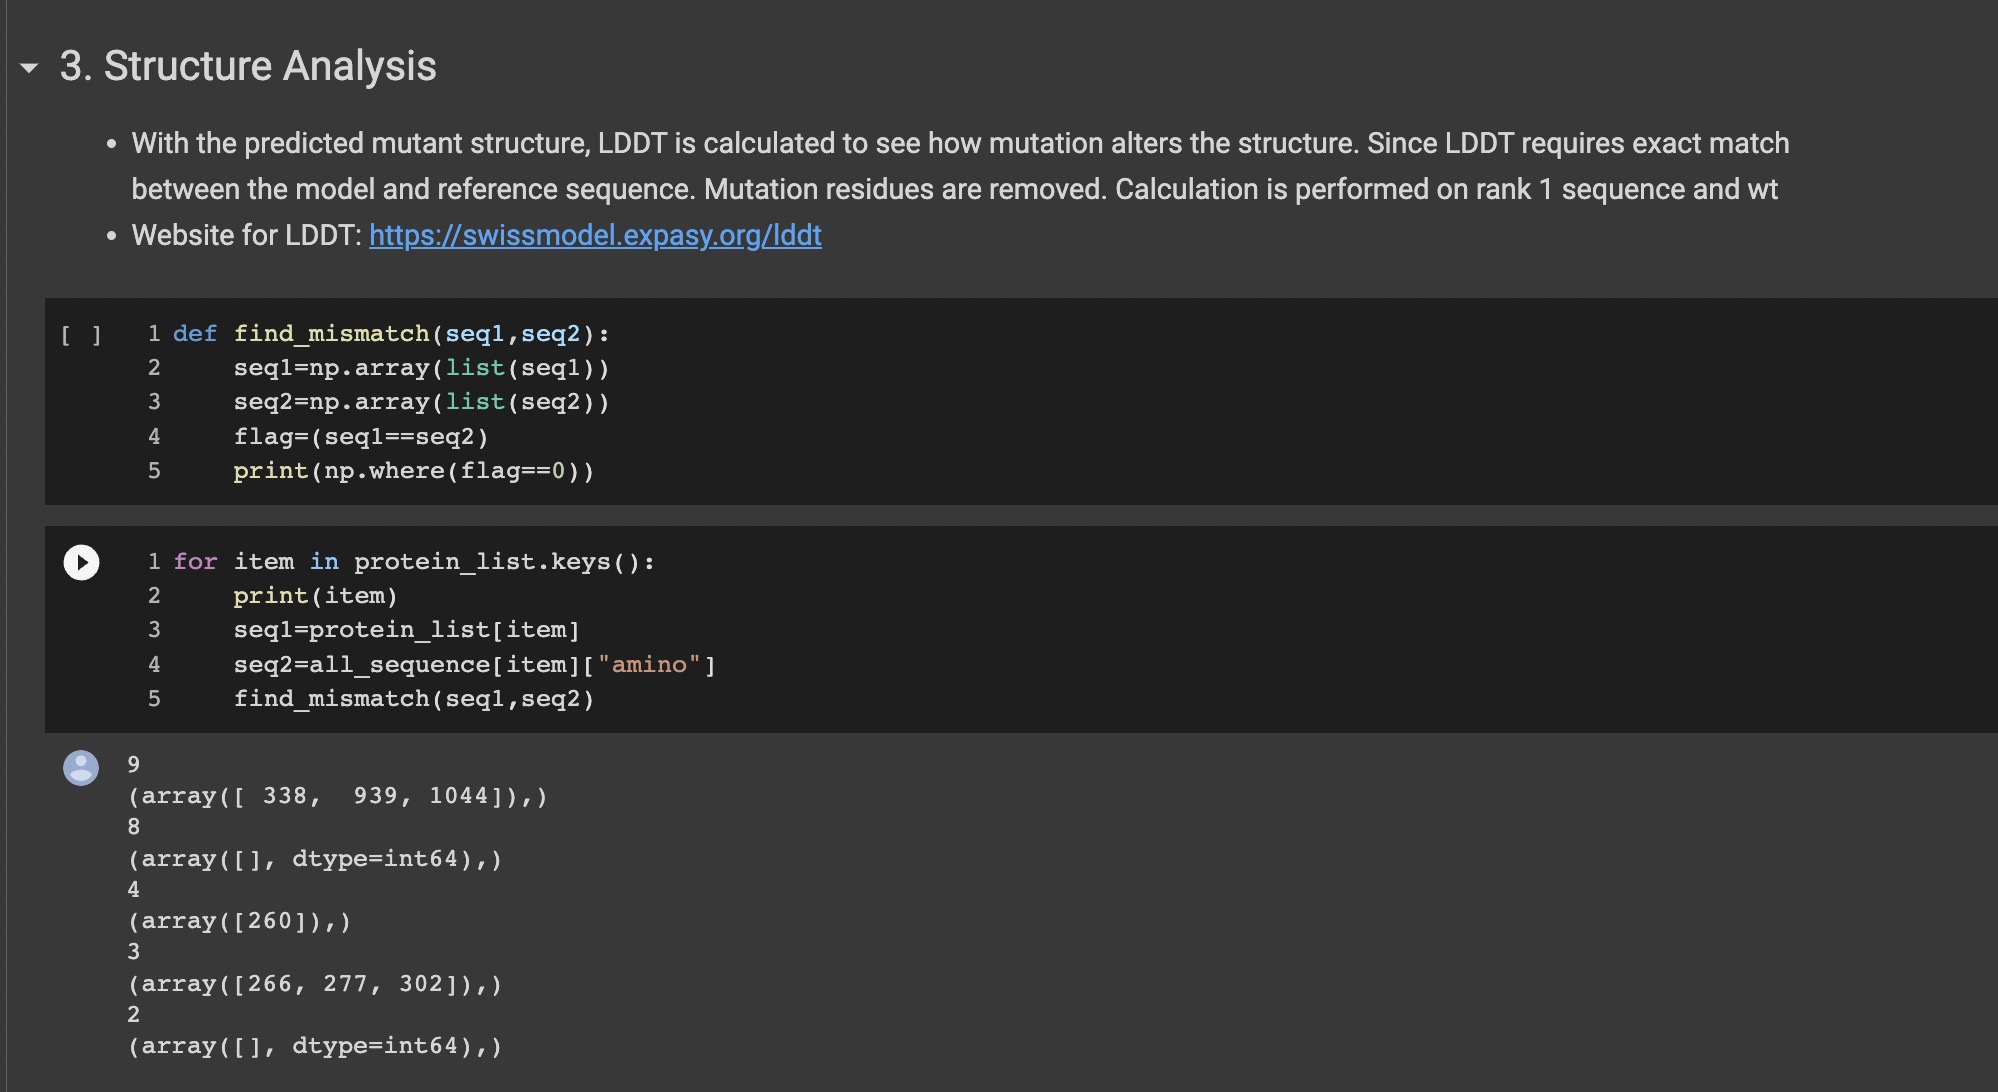 3. Structure Analysis
• With the predicted mutant structure, LDDT is calculated to see how mutation alters the structure. Since LDDT requires exact match
between the model and reference sequence. Mutation residues are removed. Calculation is performed on rank 1 sequence and wt
• Website for LDDT: https://swissmodel.expasy.org/lddt
[ ] 1 def find_mismatch(seq1,seq2):
2     seq1=np.array(list(seq1))
3     seq2=np.array(list(seq2))
4     flag=(seq1==seq2)
5     print(np.where(flag==0))
1 for item in protein_list.keys():
2     print(item)
3     seq1=protein_list[item]
4     seq2=all_sequence[item]["amino"]
5     find_mismatch(seq1,seq2)
9
(array([ 338,  939, 1044]),)
8
(array([], dtype=int64),)
4
(array([260]),)
3
(array([266, 277, 302]),)
2
(array([], dtype=int64),)